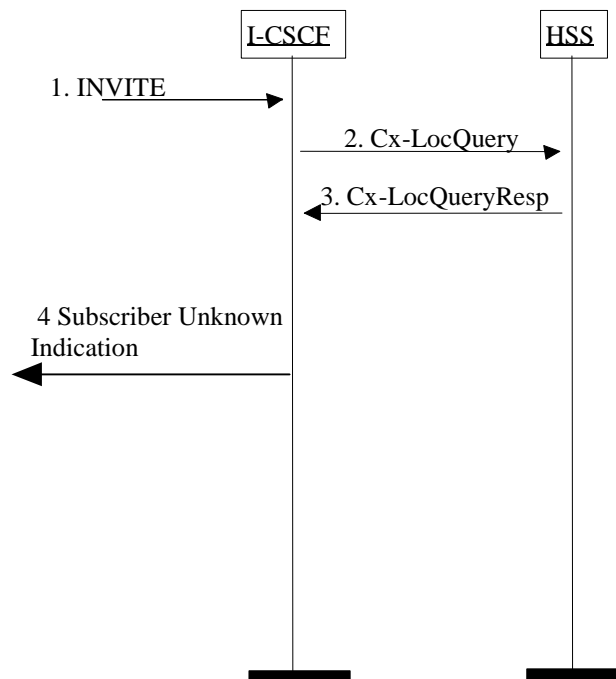 I-CSCF
HSS
1. INVITE
2. Cx-LocQuery
3. Cx-LocQueryResp
4 Subscriber Unknown
Indication